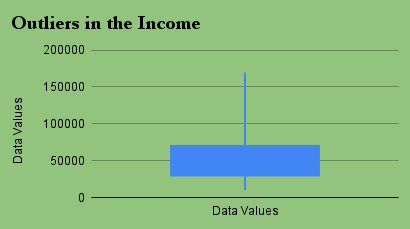 Outliers in the Income
200000
150000
100000
50000
0
Data Values
Data Values